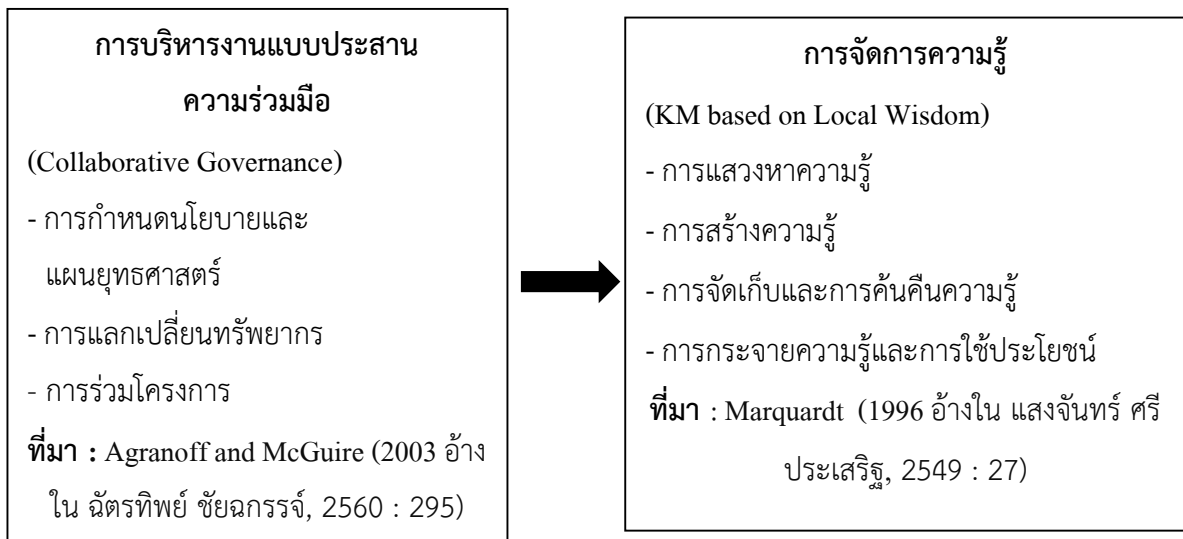 การบริหารงานแบบประสาน
ความร่วมมือ
(Collaborative Governance)
- การกำหนดนโยบายและ
แผนยุทธศาสตร์
- การแลกเปลี่ยนทรัพยากร
- การร่วมโครงการ
ที่มา : Agranoff and McGuire (2003 อ้าง
ใน ฉัตรทิพย์ ชัยฉกรรจ์, 2560 : 295)
การจัดการความรู้
(KM based on Local Wisdom)
- การแสวงหาความรู้
- การสร้างความรู้
- การจัดเก็บและการค้นคืนความรู้
- การกระจายความรู้และการใช้ประโยชน์
ที่มา : Marquardt (1996 อ้างใน แสงจันทร์ ศรี
ประเสริฐ, 2549 : 27)